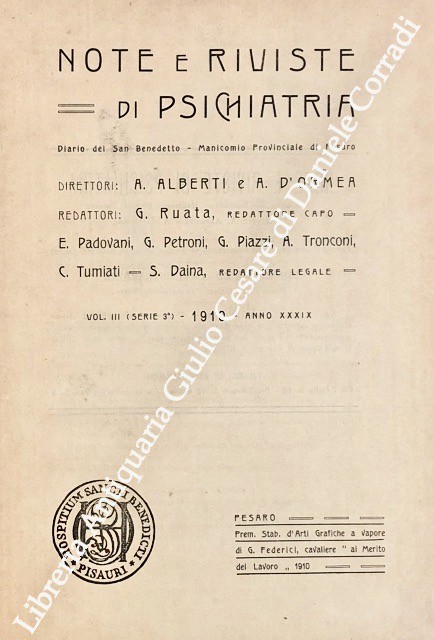 NOTE E RIVISTE
DI PSICHIATRIA
Diario del San Benedetto - Manicomio Provinciale di Pesaro
DIRETTORI: A. ALBERTI e A. D'ORMEA
REDATTORI: G. Ruata, REDATTORE CAPO —
E. Padovani, G. Petroni, G. Piazzi, A. Tronconi,
C. Tumiati — S. Daina, REDATTORE LEGALE —
VOL. III (SERIE 3ª) - 1910 - ANNO XXXIX
HOSPITIUM SANCTI BENEDICTI
* PISAURI *
PESARO
Prem. Stab. d'Arti Grafiche a vapore
di G. Federici, cavaliere " al Merito
del Lavoro „ 1910
Libreria Antiquaria Giulio Cesare di Daniele Corradi